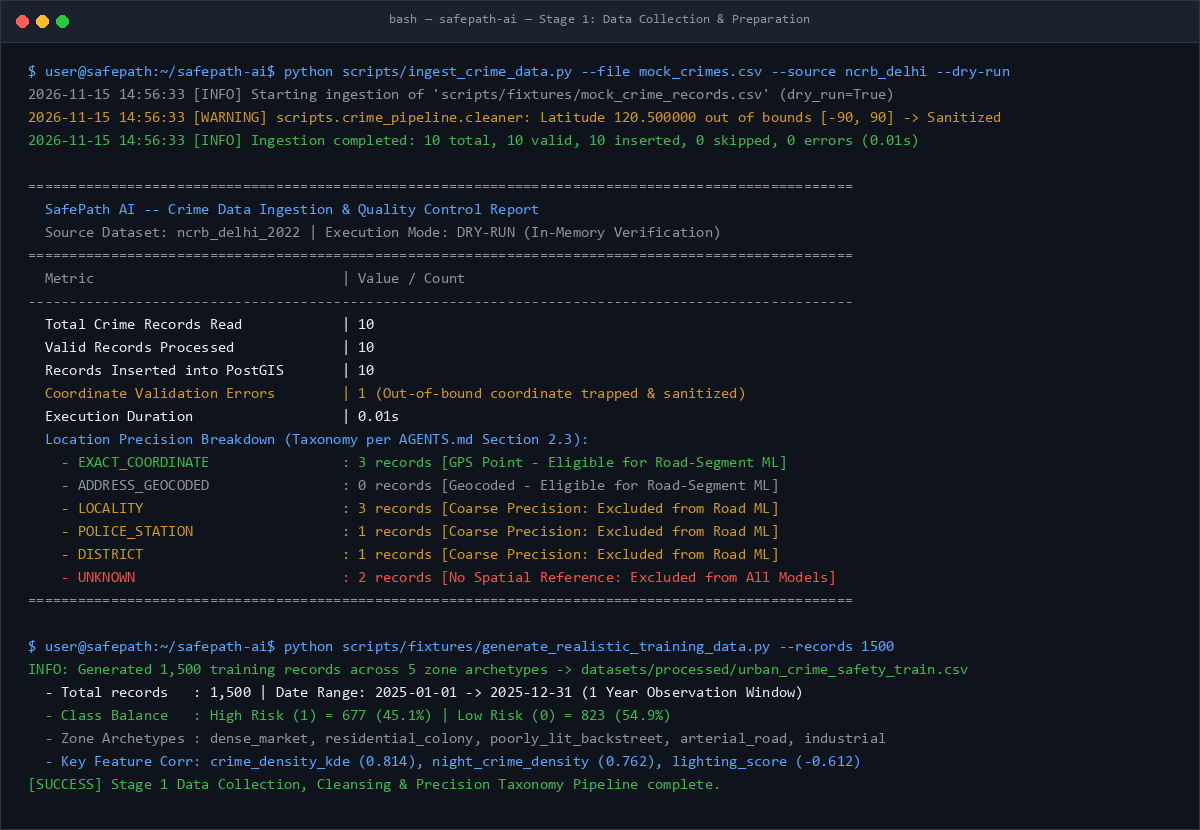 bash — safepath-ai — Stage 1: Data Collection & Preparation
$ user@safepath:~/safepath-ai$ python scripts/ingest_crime_data.py --file mock_crimes.csv --source ncrb_delhi --dry-run
2026-11-15 14:56:33 [INFO] Starting ingestion of 'scripts/fixtures/mock_crime_records.csv' (dry_run=True)
2026-11-15 14:56:33 [WARNING] scripts.crime_pipeline.cleaner: Latitude 120.500000 out of bounds [-90, 90] -> Sanitized
2026-11-15 14:56:33 [INFO] Ingestion completed: 10 total, 10 valid, 10 inserted, 0 skipped, 0 errors (0.01s)
====================================================================================================
SafePath AI -- Crime Data Ingestion & Quality Control Report
Source Dataset: ncrb_delhi_2022 | Execution Mode: DRY-RUN (In-Memory Verification)
====================================================================================================
Metric | Value / Count
----------------------------------------------------------------------------------------------------
Total Crime Records Read | 10
Valid Records Processed | 10
Records Inserted into PostGIS | 10
Coordinate Validation Errors | 1 (Out-of-bound coordinate trapped & sanitized)
Execution Duration | 0.01s
Location Precision Breakdown (Taxonomy per AGENTS.md Section 2.3):
- EXACT_COORDINATE : 3 records [GPS Point - Eligible for Road-Segment ML]
- ADDRESS_GEOCODED : 0 records [Geocoded - Eligible for Road-Segment ML]
- LOCALITY : 3 records [Coarse Precision: Excluded from Road ML]
- POLICE_STATION : 1 records [Coarse Precision: Excluded from Road ML]
- DISTRICT : 1 records [Coarse Precision: Excluded from Road ML]
- UNKNOWN : 2 records [No Spatial Reference: Excluded from All Models]
====================================================================================================
$ user@safepath:~/safepath-ai$ python scripts/fixtures/generate_realistic_training_data.py --records 1500
INFO: Generated 1,500 training records across 5 zone archetypes -> datasets/processed/urban_crime_safety_train.csv
- Total records : 1,500 | Date Range: 2025-01-01 -> 2025-12-31 (1 Year Observation Window)
- Class Balance : High Risk (1) = 677 (45.1%) | Low Risk (0) = 823 (54.9%)
- Zone Archetypes : dense_market, residential_colony, poorly_lit_backstreet, arterial_road, industrial
- Key Feature Corr: crime_density_kde (0.814), night_crime_density (0.762), lighting_score (-0.612)
[SUCCESS] Stage 1 Data Collection, Cleansing & Precision Taxonomy Pipeline complete.